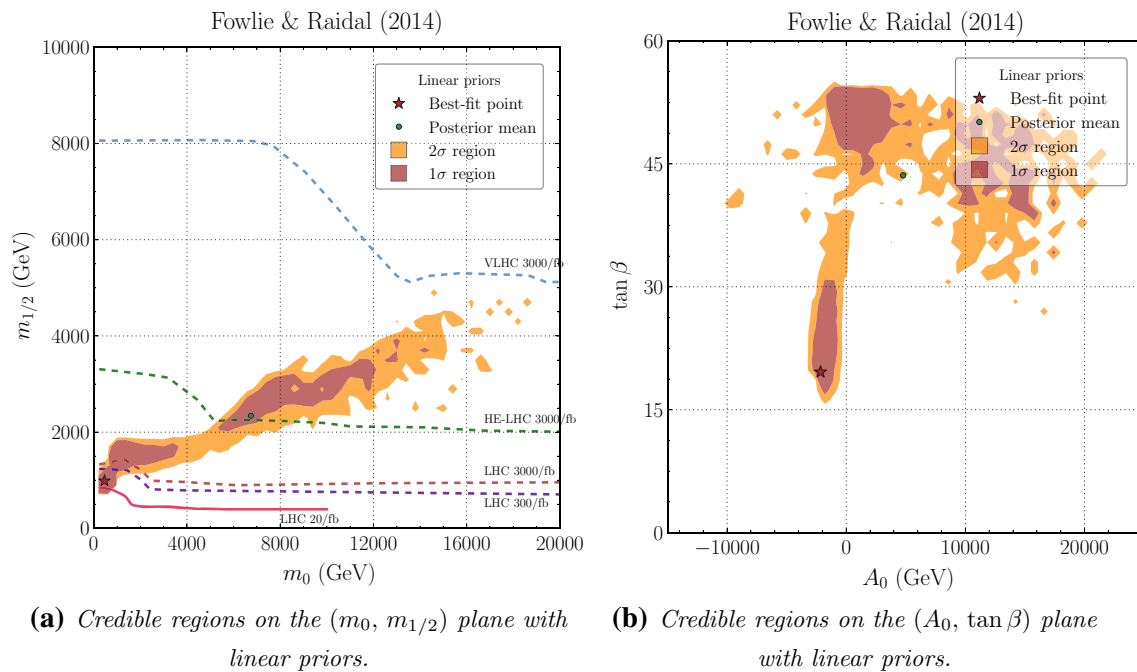 Fowlie & Raidal (2014)
10000
8000
6000
4000
2000
0
m1/2 (GeV)
Linear priors
Best-fit point
Posterior mean
2σ region
1σ region
VLHC 3000/fb
HE-LHC 3000/fb
LHC 3000/fb
LHC 300/fb
LHC 20/fb
0 4000 8000 12000 16000 20000
m0 (GeV)
(a) Credible regions on the (m0, m1/2) plane with
linear priors.
Fowlie & Raidal (2014)
60
45
30
15
0
tan β
Linear priors
Best-fit point
Posterior mean
2σ region
1σ region
−10000 0 10000 20000
A0 (GeV)
(b) Credible regions on the (A0, tan β) plane
with linear priors.